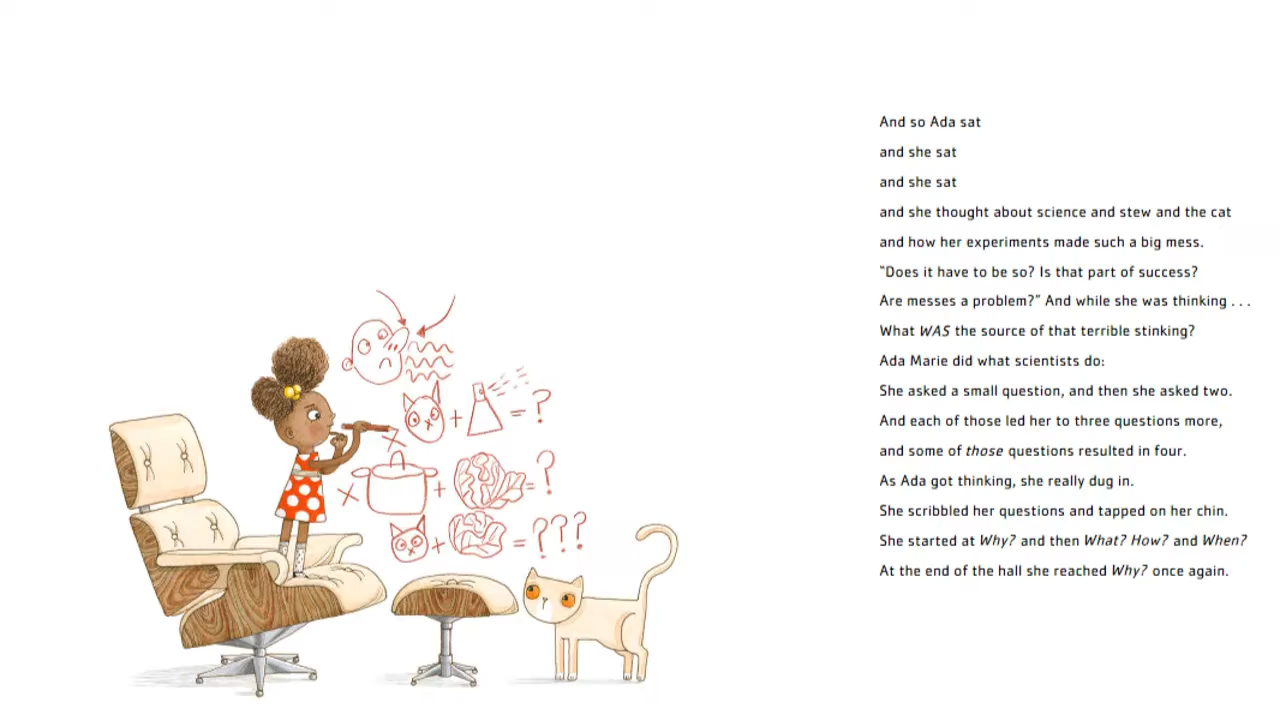 And so Ada sat
and she sat
and she sat
and she thought about science and stew and the cat
and how her experiments made such a big mess.
“Does it have to be so? Is that part of success?
Are messes a problem?” And while she was thinking . . .
What WAS the source of that terrible stinking?
Ada Marie did what scientists do:
She asked a small question, and then she asked two.
And each of those led her to three questions more,
and some of those questions resulted in four.
As Ada got thinking, she really dug in.
She scribbled her questions and tapped on her chin.
She started at Why? and then What? How? and When?
At the end of the hall she reached Why? once again.
+ = ?
X + = ?
+ = ???